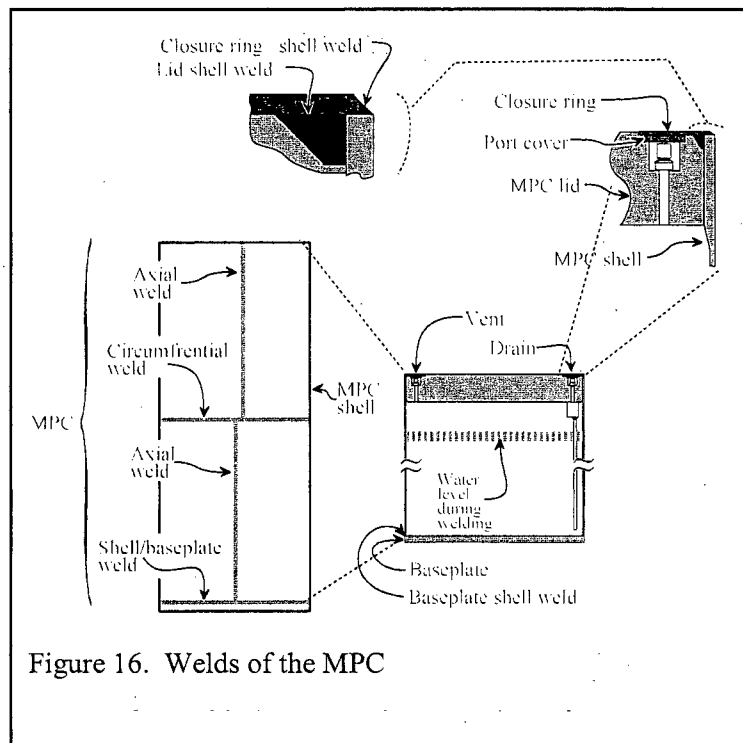 Closure ring shell weld
Lid shell weld
Closure ring
Port cover
MPC lid
MPC shell
Axial
weld
Circumfrential
weld
MPC
MPC
shell
Axial
weld
Shell/baseplate
weld
Vent
Drain
Water
level
during
welding
Baseplate
Baseplate shell weld
Figure 16. Welds of the MPC